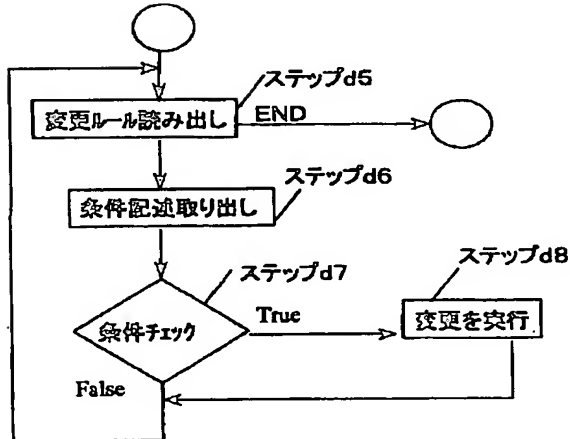 ステップd5
変更ルール読み出し
END
ステップd6
条件記述取り出し
ステップd7
ステップd8
条件チェック
True
変更を実行
False